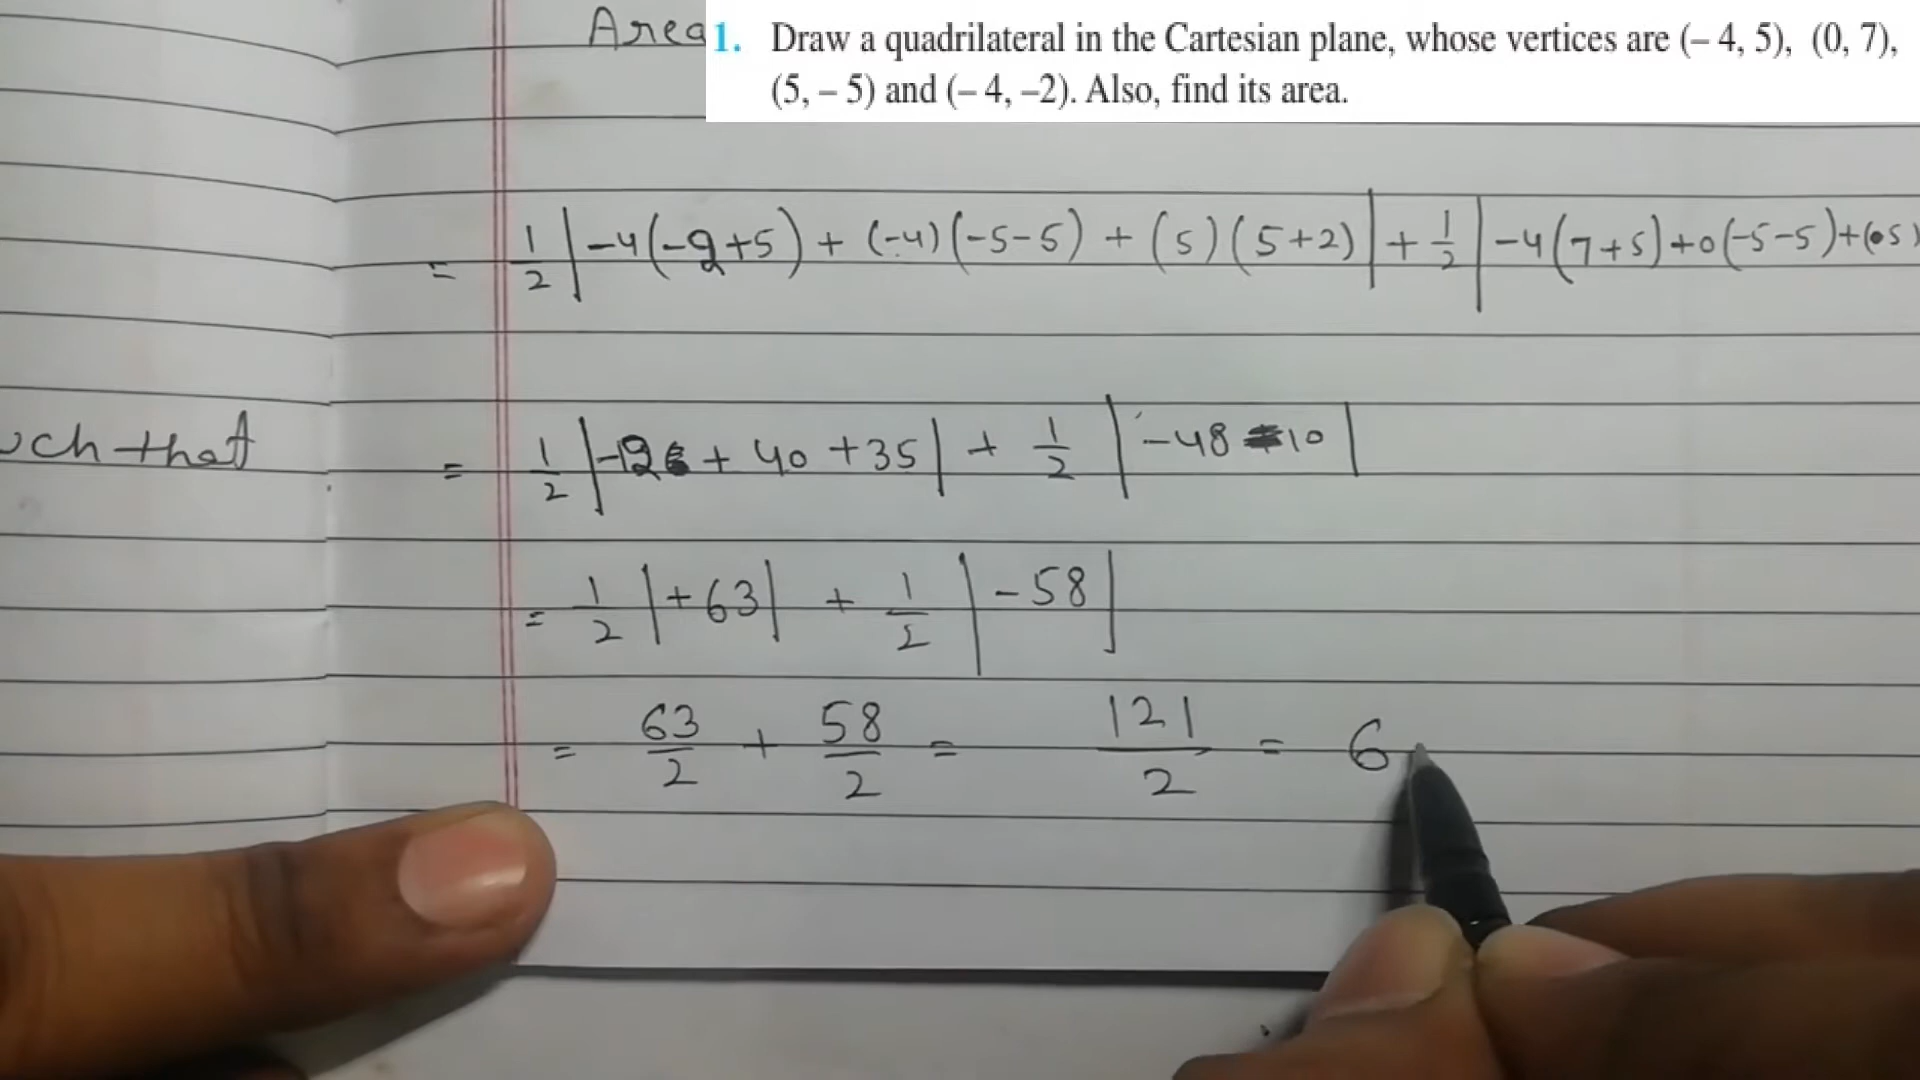 Area
1. Draw a quadrilateral in the Cartesian plane, whose vertices are (– 4, 5), (0, 7),
(5, – 5) and (– 4, –2). Also, find its area.
= 1/2 |-4(-2+5) + (-4)(-5-5) + (5)(5+2)| + 1/2 |-4(7+5)+0(-5-5)+(5)
= 1/2 |-12 + 40 + 35| + 1/2 |-48 -10|
such that
= 1/2 |+63| + 1/2 |-58|
= 63/2 + 58/2 = 121/2 = 6